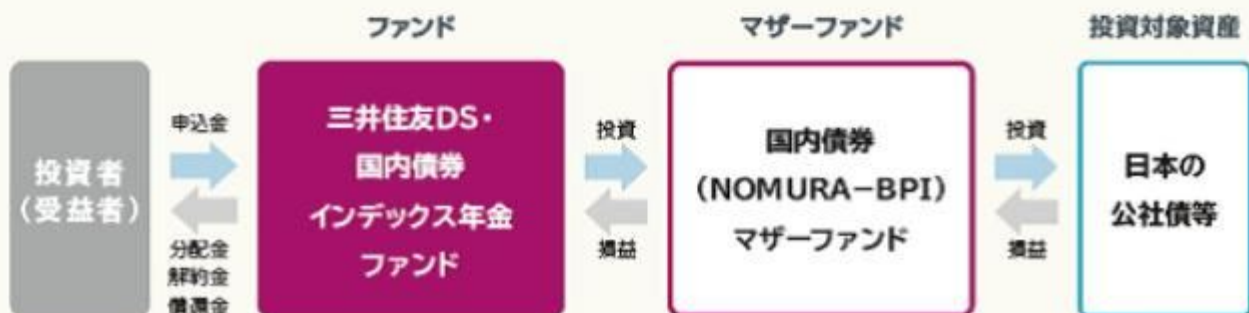 ファンド
マザーファンド
投資対象資産
投資者
（受益者）
申込金
分配金
解約金
償還金
三井住友DS・
国内債券
インデックス年金
ファンド
投資
損益
国内債券
（NOMURA－BPI）
マザーファンド
投資
損益
日本の
公社債等